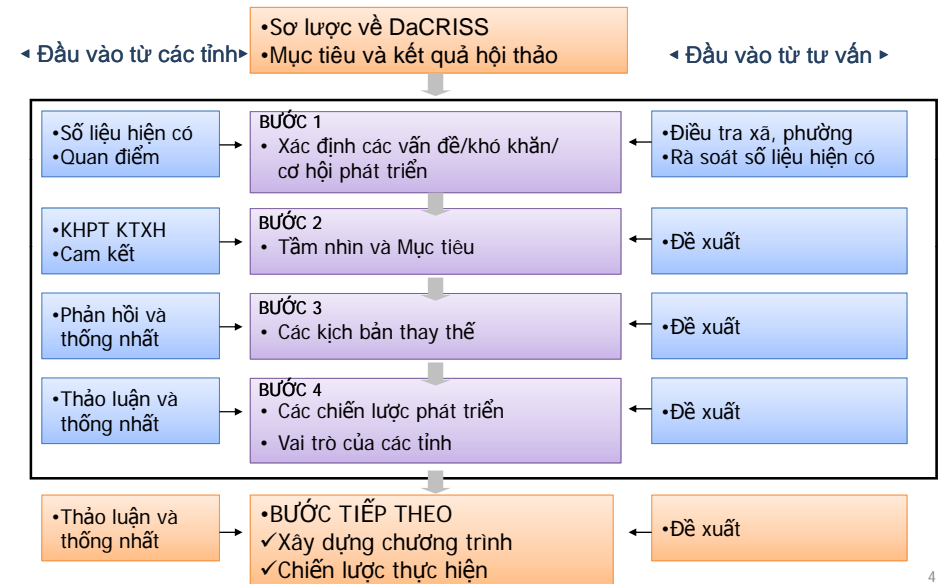 •Sơ lược về DaCRISS
•Mục tiêu và kết quả hội thảo
◄ Đầu vào từ các tỉnh►
◄ Đầu vào từ tư vấn ►
•Số liệu hiện có
•Quan điểm
BƯỚC 1
• Xác định các vấn đề/khó khăn/
cơ hội phát triển
•Điều tra xã, phường
•Rà soát số liệu hiện có
•KHPT KTXH
•Cam kết
BƯỚC 2
• Tầm nhìn và Mục tiêu
•Đề xuất
•Phản hồi và
thống nhất
BƯỚC 3
• Các kịch bản thay thế
•Đề xuất
•Thảo luận và
thống nhất
BƯỚC 4
• Các chiến lược phát triển
• Vai trò của các tỉnh
•Đề xuất
•Thảo luận và
thống nhất
•BƯỚC TIẾP THEO
✓Xây dựng chương trình
✓Chiến lược thực hiện
•Đề xuất
4